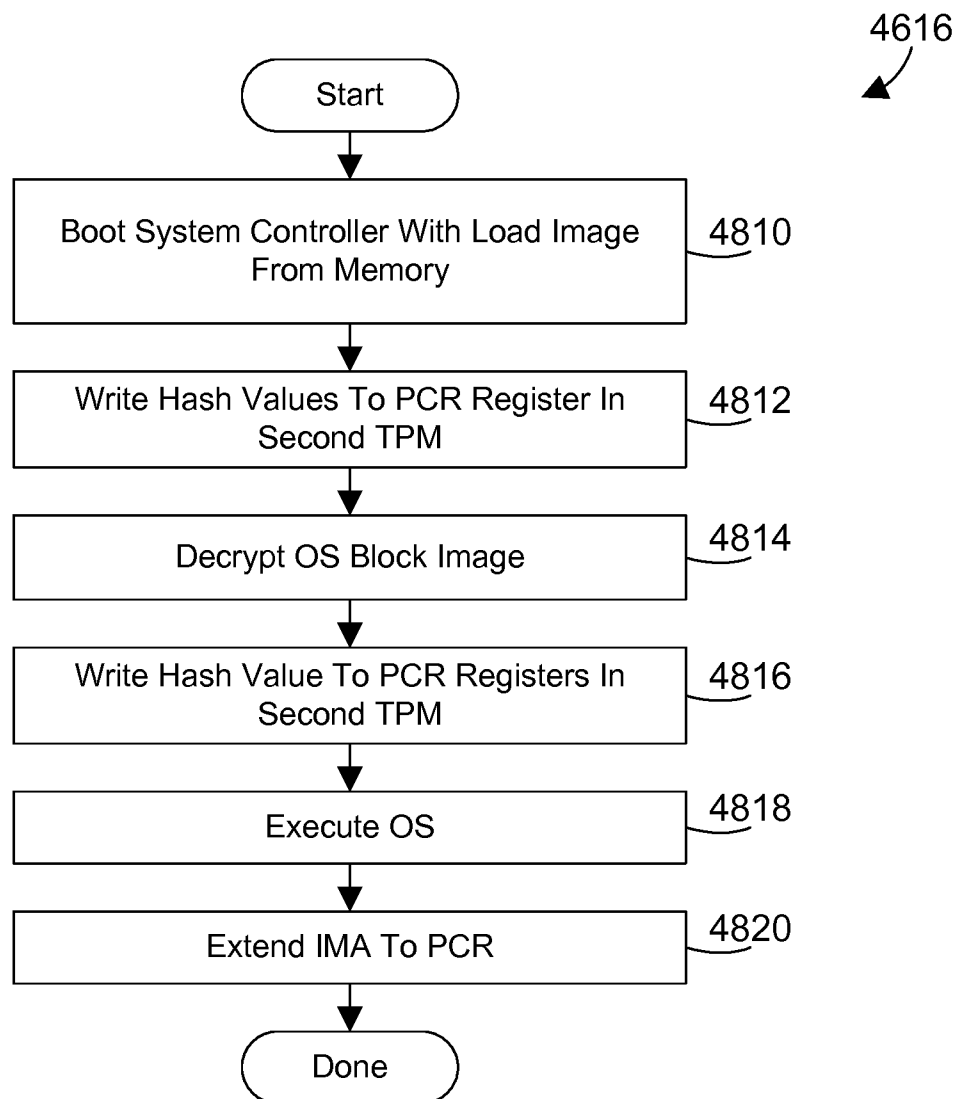 4616
Start
Boot System Controller With Load Image
From Memory
4810
Write Hash Values To PCR Register In
Second TPM
4812
Decrypt OS Block Image
4814
Write Hash Value To PCR Registers In
Second TPM
4816
Execute OS
4818
Extend IMA To PCR
4820
Done